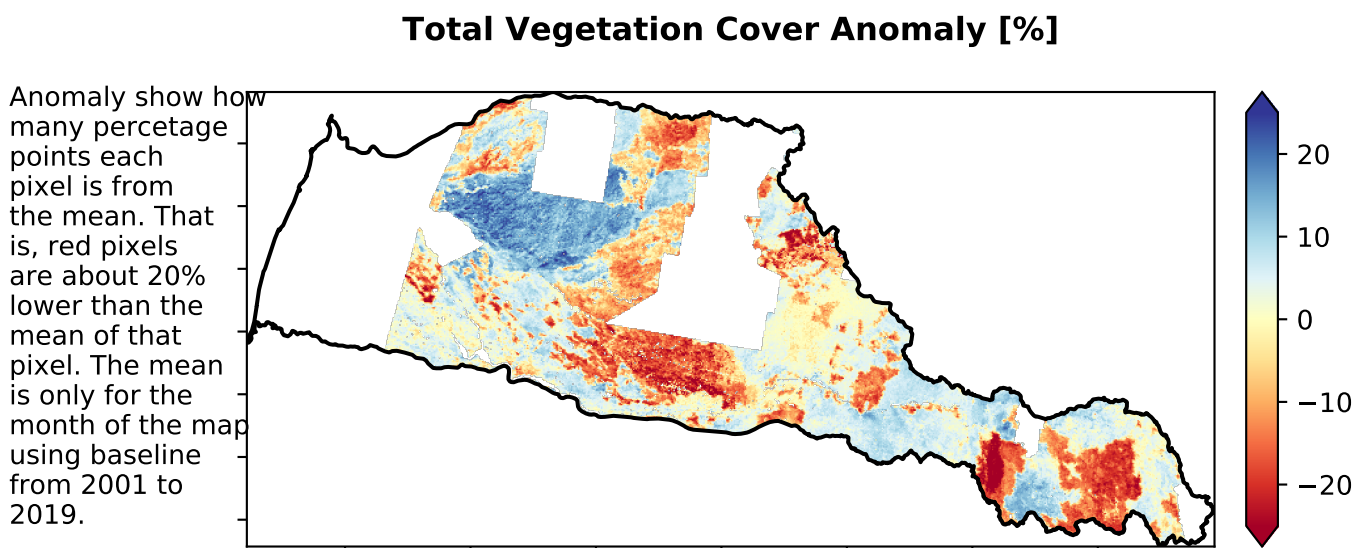 Total Vegetation Cover Anomaly [%]
Anomaly show how
many percetage
points each
pixel is from
the mean. That
is, red pixels
are about 20%
lower than the
mean of that
pixel. The mean
is only for the
month of the map
using baseline
from 2001 to
2019.
20
10
0
−10
−20